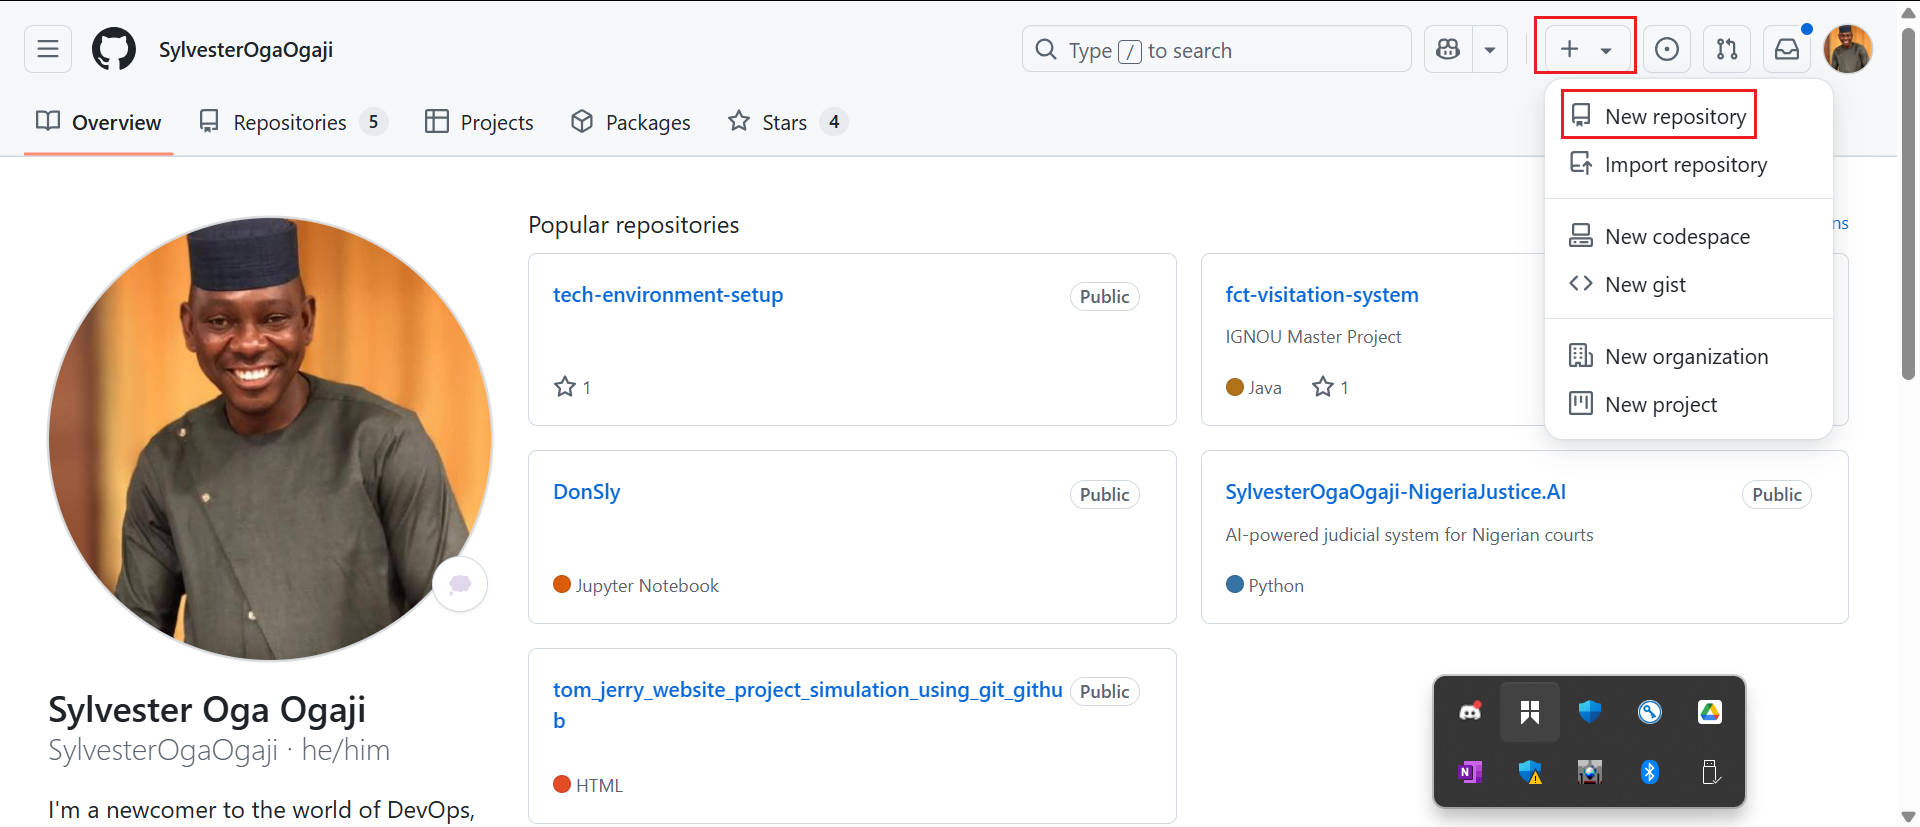 SylvesterOgaOgaji
Type / to search
Overview
Repositories 5
Projects
Packages
Stars 4
New repository
Import repository
New codespace
New gist
New organization
New project
Popular repositories
ns
tech-environment-setup
Public
1
fct-visitation-system
IGNOU Master Project
Java
1
DonSly
Public
Jupyter Notebook
SylvesterOgaOgaji-NigeriaJustice.AI
Public
AI-powered judicial system for Nigerian courts
Python
tom_jerry_website_project_simulation_using_git_githu
b
Public
HTML
Sylvester Oga Ogaji
SylvesterOgaOgaji · he/him
I'm a newcomer to the world of DevOps,
N